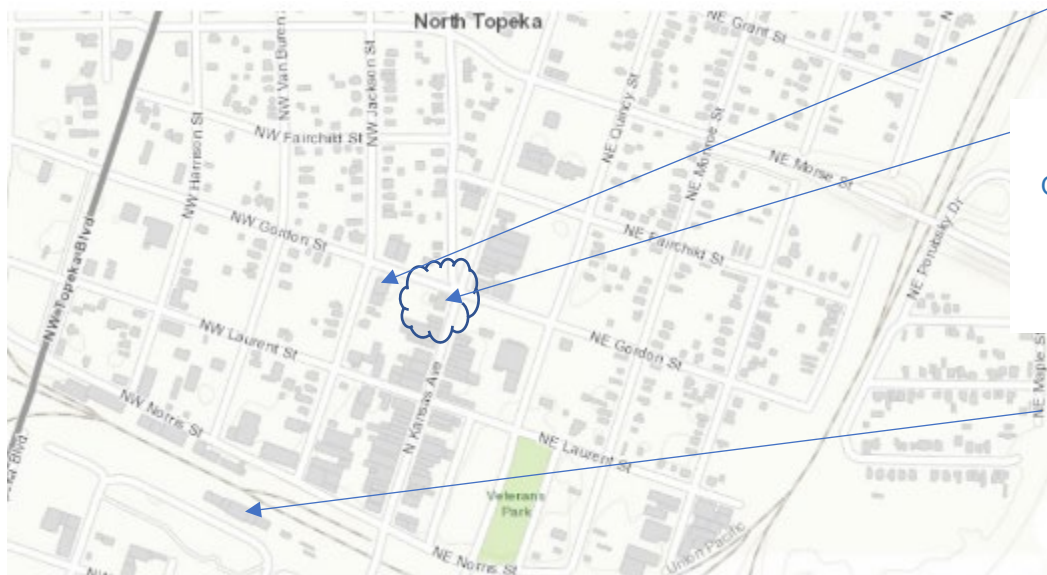 North Topeka
NE Grant St
NW Van Buren
NW Jackson St
NE Quincy St
NE Monroe St
NW Harrison St
NW Fairchild St
NE Morse St
NW Gordon St
NE Fairchild St
NE Porubsky Dr
NW Topeka Blvd
NW Laurent St
NE Gordon St
NE Maple St
N Kansas Ave
NW Norris St
NE Laurent St
Blvd
Veterans
Park
Union Pacific
NE Norris St